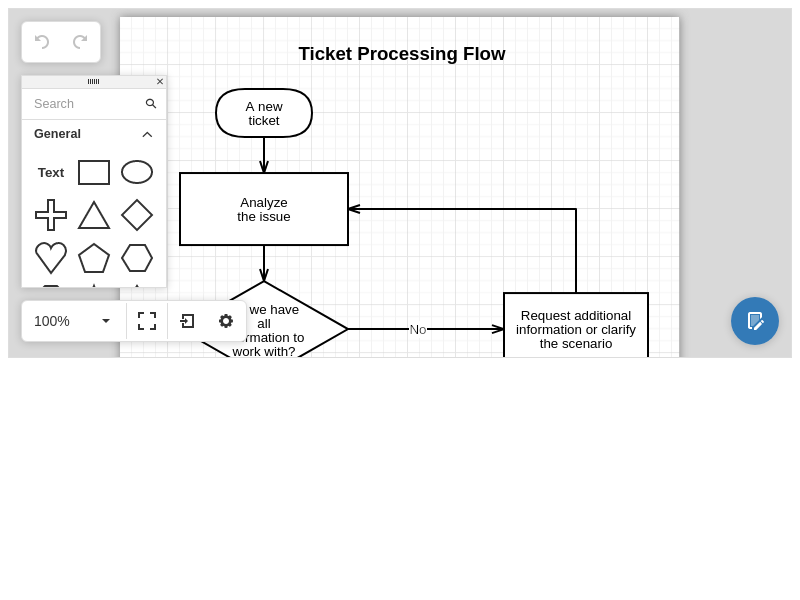 Ticket Processing Flow
A new
ticket
Search
General
Text
Analyze
the issue
we have
all
rmation to
work with?
No
Request additional
information or clarify
the scenario
100%